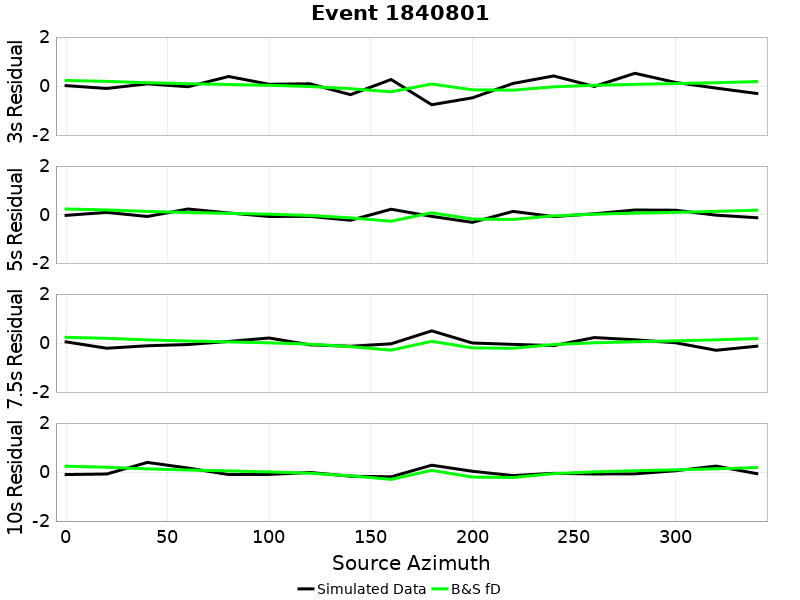 Event 1840801
3s Residual
2
0
-2
5s Residual
2
0
-2
7.5s Residual
2
0
-2
10s Residual
2
0
-2
0 50 100 150 200 250 300
Source Azimuth
Simulated Data B&S fD